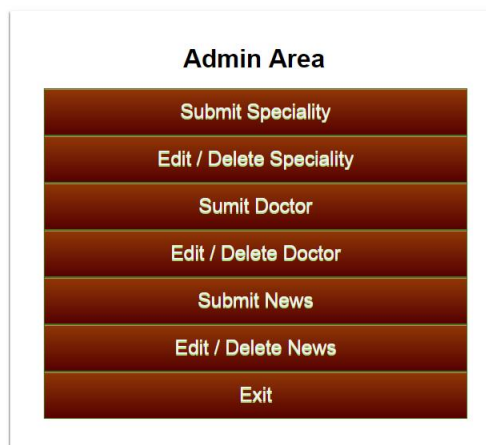 Admin Area
Submit Speciality
Edit / Delete Speciality
Sumit Doctor
Edit / Delete Doctor
Submit News
Edit / Delete News
Exit